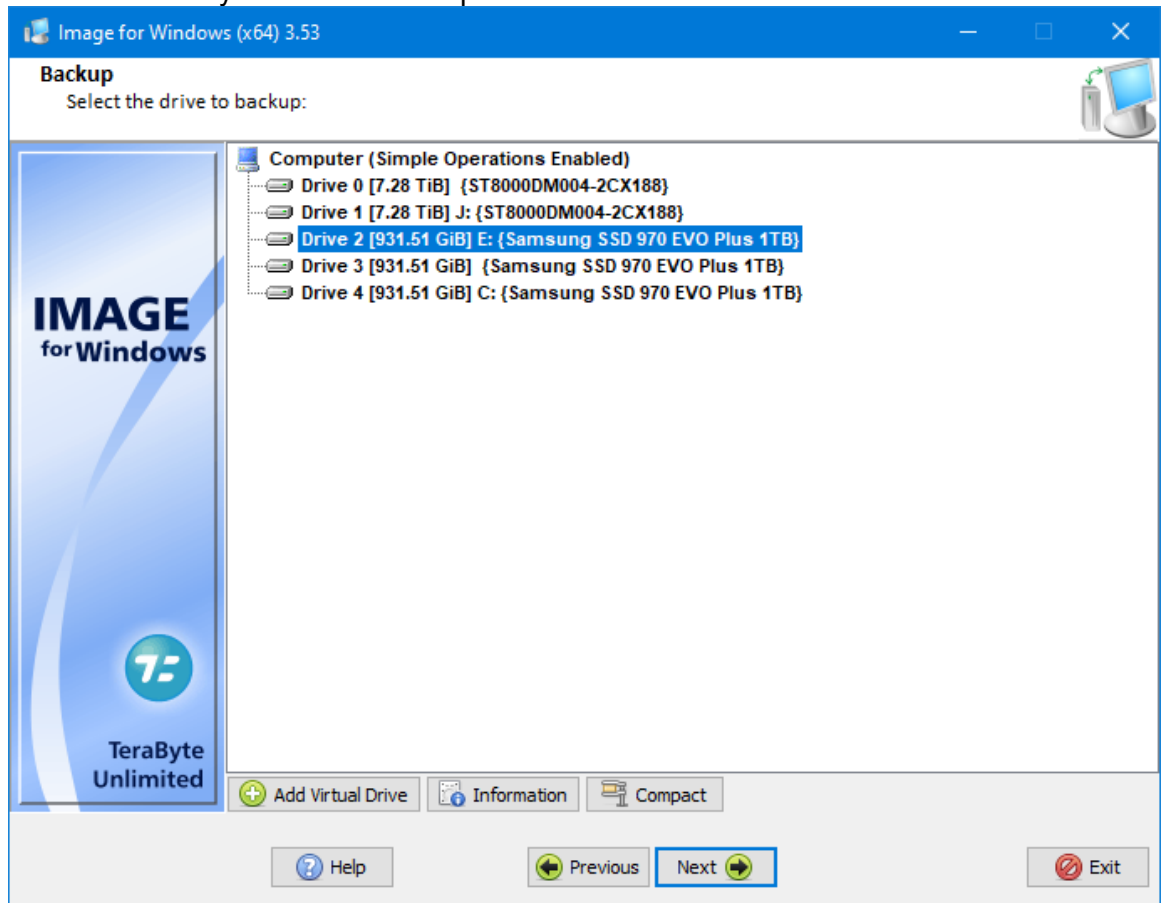 Image for Windows (x64) 3.53
Backup
Select the drive to backup:
Computer (Simple Operations Enabled)
Drive 0 [7.28 TiB]  {ST8000DM004-2CX188}
Drive 1 [7.28 TiB] J: {ST8000DM004-2CX188}
Drive 2 [931.51 GiB] E: {Samsung SSD 970 EVO Plus 1TB}
Drive 3 [931.51 GiB]  {Samsung SSD 970 EVO Plus 1TB}
Drive 4 [931.51 GiB] C: {Samsung SSD 970 EVO Plus 1TB}
IMAGE
for Windows
TeraByte
Unlimited
Add Virtual Drive Information Compact
Help Previous Next Exit